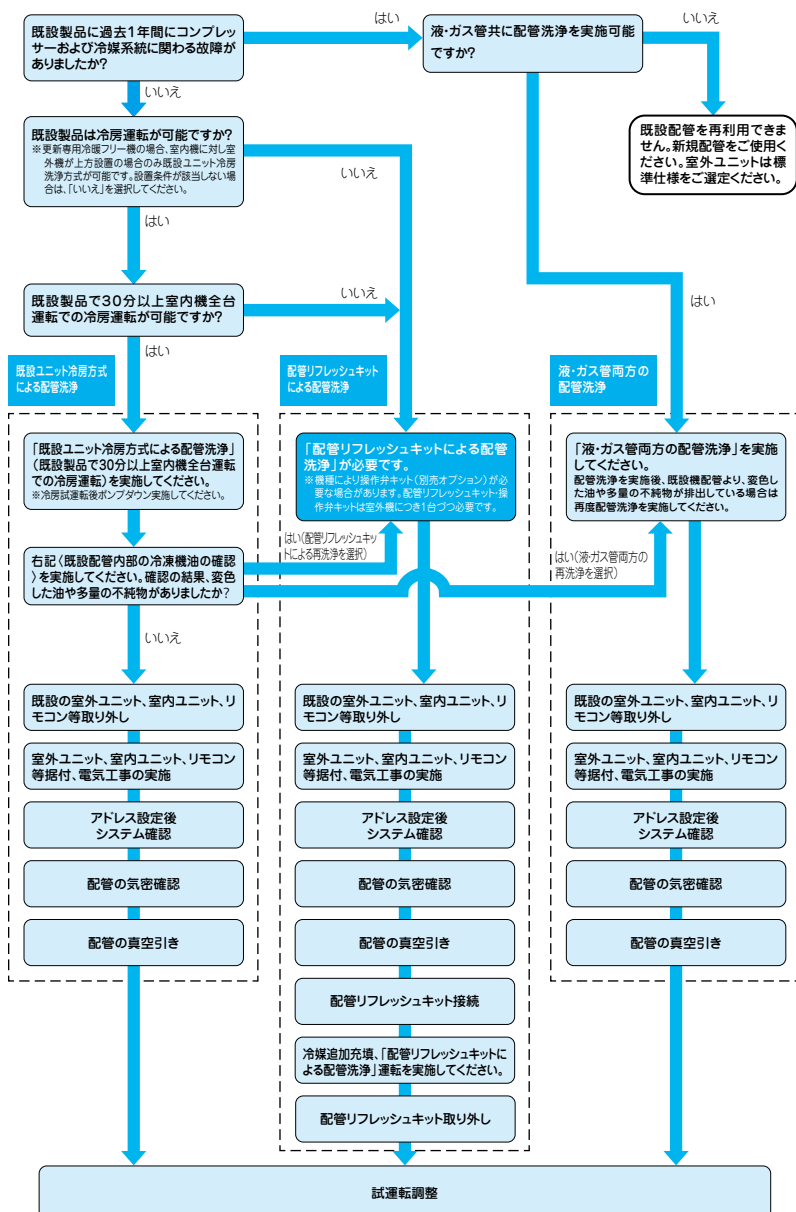 既設製品に過去1年間にコンプレッ
サーおよび冷媒系統に関わる故障が
ありましたか?
はい
液・ガス管共に配管洗浄を実施可能
ですか?
いいえ
いいえ
既設配管を再利用できま
せん。新規配管をご使用く
ださい。室外ユニットは標
準仕様をご選定ください。
既設製品は冷房運転が可能ですか?
※更新専用冷暖フリー機の場合、室内機に対し室
外機が上方設置の場合のみ既設ユニット冷房
洗浄方式が可能です。設置条件が該当しない場
合は、「いいえ」を選択してください。
いいえ
はい
既設製品で30分以上室内機全台
運転での冷房運転が可能ですか?
いいえ
はい
はい
既設ユニット冷房方式
による配管洗浄
配管リフレッシュキット
による配管洗浄
液・ガス管両方の
配管洗浄
「既設ユニット冷房方式による配管洗浄」
(既設製品で30分以上室内機全台運転
での冷房運転)を実施してください。
※冷房試運転後ポンプダウン実施してください。
「配管リフレッシュキットによる配管
洗浄」が必要です。
※機種により操作弁キット(別売オプション)が必
要な場合があります。配管リフレッシュキット・操
作弁キットは室外機につき1台づつ必要です。
「液・ガス管両方の配管洗浄」を実施
してください。
配管洗浄を実施後、既設機配管より、変色し
た油や多量の不純物が排出している場合は
再度配管洗浄を実施してください。
はい(配管リフレッシュキッ
トによる再洗浄を選択)
はい(液・ガス管両方の
再洗浄を選択)
右記〈既設配管内部の冷凍機油の確認
〉を実施してください。確認の結果、変色
した油や多量の不純物がありましたか?
いいえ
既設の室外ユニット、室内ユニット、リ
モコン等取り外し
室外ユニット、室内ユニット、リモコン
等据付、電気工事の実施
アドレス設定後
システム確認
配管の気密確認
配管の真空引き
既設の室外ユニット、室内ユニット、リ
モコン等取り外し
室外ユニット、室内ユニット、リモコン
等据付、電気工事の実施
アドレス設定後
システム確認
配管の気密確認
配管の真空引き
配管リフレッシュキット接続
冷媒追加充填、「配管リフレッシュキットに
よる配管洗浄」運転を実施してください。
配管リフレッシュキット取り外し
既設の室外ユニット、室内ユニット、リ
モコン等取り外し
室外ユニット、室内ユニット、リモコン
等据付、電気工事の実施
アドレス設定後
システム確認
配管の気密確認
配管の真空引き
試運転調整